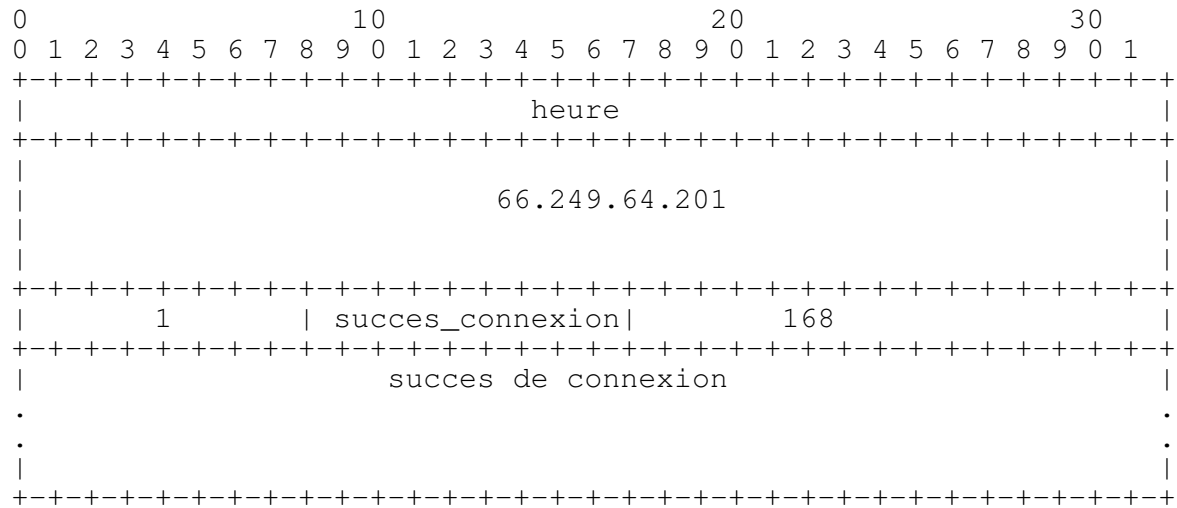 0                   10                  20                  30
0 1 2 3 4 5 6 7 8 9 0 1 2 3 4 5 6 7 8 9 0 1 2 3 4 5 6 7 8 9 0 1
+-+-+-+-+-+-+-+-+-+-+-+-+-+-+-+-+-+-+-+-+-+-+-+-+-+-+-+-+-+-+-+-+
|                            heure                              |
+-+-+-+-+-+-+-+-+-+-+-+-+-+-+-+-+-+-+-+-+-+-+-+-+-+-+-+-+-+-+-+-+
|                                                               |
|                          66.249.64.201                        |
|                                                               |
|                                                               |
+-+-+-+-+-+-+-+-+-+-+-+-+-+-+-+-+-+-+-+-+-+-+-+-+-+-+-+-+-+-+-+-+
|       1       | succes_connexion|        168                  |
+-+-+-+-+-+-+-+-+-+-+-+-+-+-+-+-+-+-+-+-+-+-+-+-+-+-+-+-+-+-+-+-+
|                    succes de connexion                        |
.                                                               .
.                                                               .
|                                                               |
+-+-+-+-+-+-+-+-+-+-+-+-+-+-+-+-+-+-+-+-+-+-+-+-+-+-+-+-+-+-+-+-+